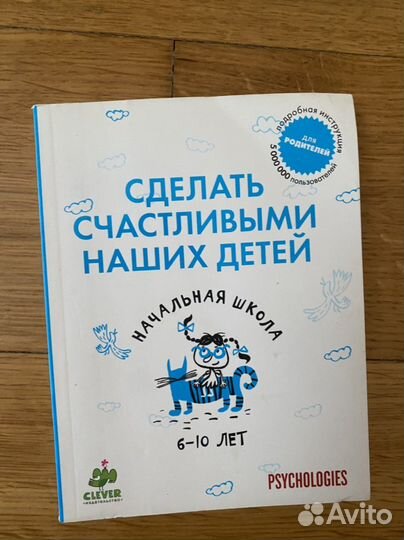 подробная инструкция
для
РОДИТЕЛЕЙ
5 000 000 пользователей
СДЕЛАТЬ
СЧАСТЛИВЫМИ
НАШИХ ДЕТЕЙ
НАЧАЛЬНАЯ ШКОЛА
6–10 ЛЕТ
CLEVER
ИЗДАТЕЛЬСТВО
PSYCHOLOGIES
Avito